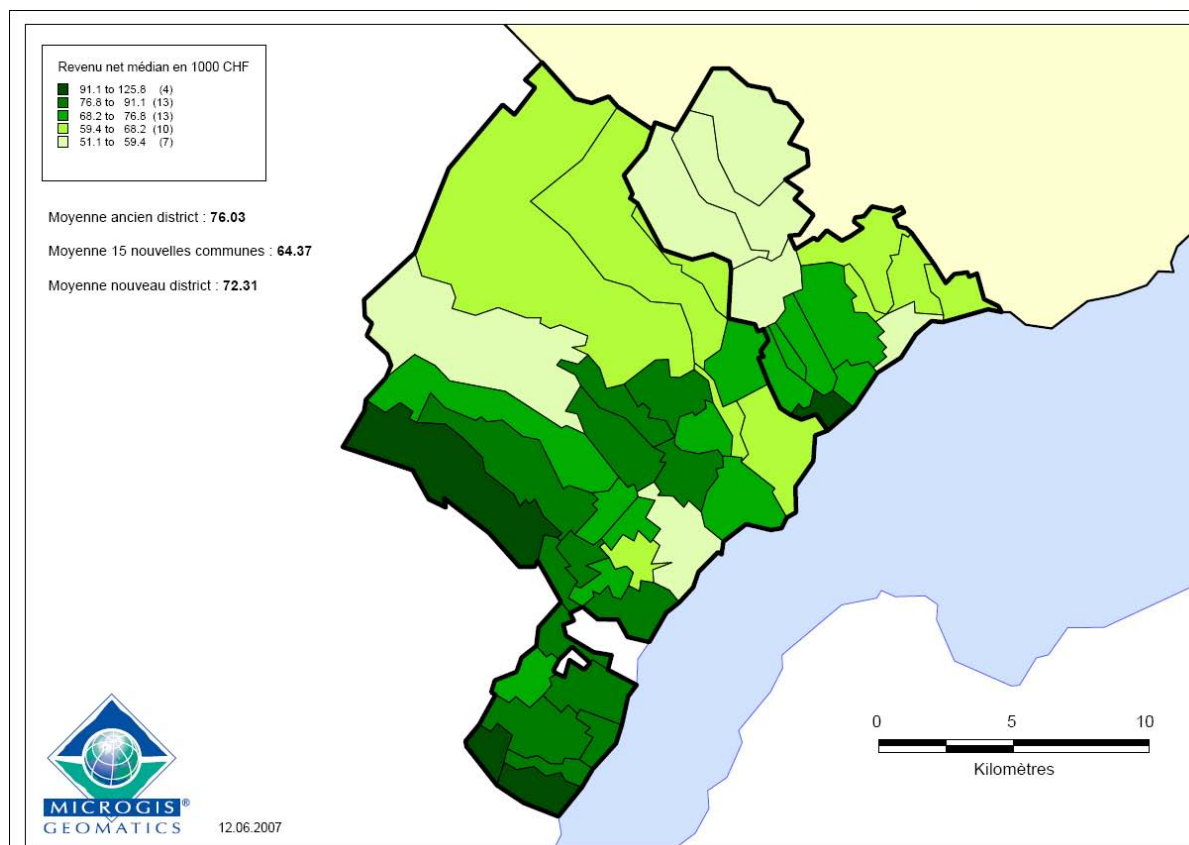 Revenu net médian en 1000 CHF
91.1 to 125.8 (4)
76.8 to 91.1 (13)
68.2 to 76.8 (13)
59.4 to 68.2 (10)
51.1 to 59.4 (7)
Moyenne ancien district : 76.03
Moyenne 15 nouvelles communes : 64.37
Moyenne nouveau district : 72.31
0 5 10
Kilomètres
MICROGIS®
GEOMATICS
12.06.2007